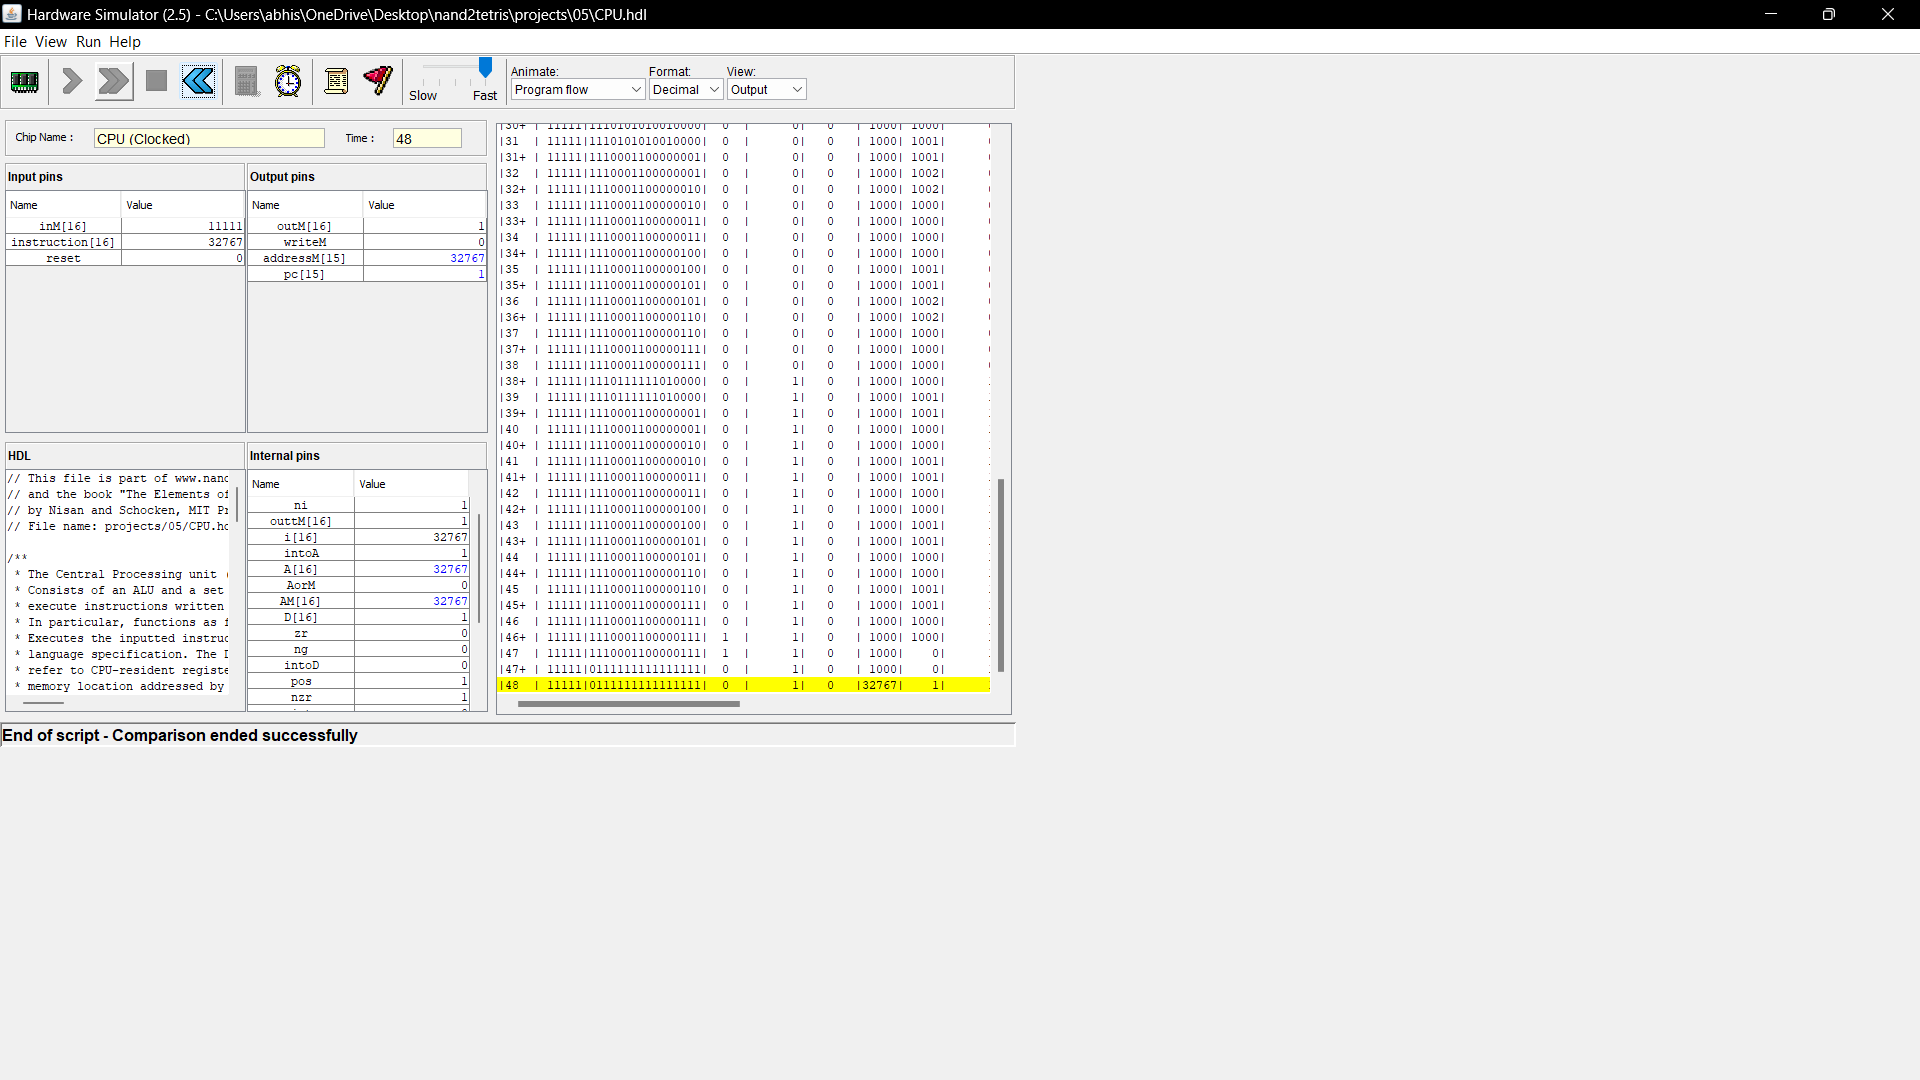 Hardware Simulator (2.5) - C:\Users\abhis\OneDrive\Desktop\nand2tetris\projects\05\CPU.hdl
File View Run Help
Slow Fast
Animate: Format: View:
Program flow Decimal Output
Chip Name : CPU (Clocked) Time : 48
Input pins
Name Value
inM[16] 11111
instruction[16] 32767
reset 0
Output pins
Name Value
outM[16] 1
writeM 0
addressM[15] 32767
pc[15] 1
HDL
// This file is part of www.nand
// and the book "The Elements of
// by Nisan and Schocken, MIT Pr
// File name: projects/05/CPU.hd
/**
* The Central Processing unit (
* Consists of an ALU and a set
* execute instructions written
* In particular, functions as f
* Executes the inputted instruc
* language specification. The D
* refer to CPU-resident registe
* memory location addressed by
Internal pins
Name Value
ni 1
outtM[16] 1
i[16] 32767
intoA 1
A[16] 32767
AorM 0
AM[16] 32767
D[16] 1
zr 0
ng 0
intoD 0
pos 1
nzr 1
|30+ | 11111|1110101010010000| 0 | 0| 0 | 1000| 1000|
|31 | 11111|1110101010010000| 0 | 0| 0 | 1000| 1001|
|31+ | 11111|1110001100000001| 0 | 0| 0 | 1000| 1001|
|32 | 11111|1110001100000001| 0 | 0| 0 | 1000| 1002|
|32+ | 11111|1110001100000010| 0 | 0| 0 | 1000| 1002|
|33 | 11111|1110001100000010| 0 | 0| 0 | 1000| 1000|
|33+ | 11111|1110001100000011| 0 | 0| 0 | 1000| 1000|
|34 | 11111|1110001100000011| 0 | 0| 0 | 1000| 1000|
|34+ | 11111|1110001100000100| 0 | 0| 0 | 1000| 1000|
|35 | 11111|1110001100000100| 0 | 0| 0 | 1000| 1001|
|35+ | 11111|1110001100000101| 0 | 0| 0 | 1000| 1001|
|36 | 11111|1110001100000101| 0 | 0| 0 | 1000| 1002|
|36+ | 11111|1110001100000110| 0 | 0| 0 | 1000| 1002|
|37 | 11111|1110001100000110| 0 | 0| 0 | 1000| 1000|
|37+ | 11111|1110001100000111| 0 | 0| 0 | 1000| 1000|
|38 | 11111|1110001100000111| 0 | 0| 0 | 1000| 1000|
|38+ | 11111|1110111111010000| 0 | 1| 0 | 1000| 1000|
|39 | 11111|1110111111010000| 0 | 1| 0 | 1000| 1001|
|39+ | 11111|1110001100000001| 0 | 1| 0 | 1000| 1001|
|40 | 11111|1110001100000001| 0 | 1| 0 | 1000| 1000|
|40+ | 11111|1110001100000010| 0 | 1| 0 | 1000| 1000|
|41 | 11111|1110001100000010| 0 | 1| 0 | 1000| 1001|
|41+ | 11111|1110001100000011| 0 | 1| 0 | 1000| 1001|
|42 | 11111|1110001100000011| 0 | 1| 0 | 1000| 1000|
|42+ | 11111|1110001100000100| 0 | 1| 0 | 1000| 1000|
|43 | 11111|1110001100000100| 0 | 1| 0 | 1000| 1001|
|43+ | 11111|1110001100000101| 0 | 1| 0 | 1000| 1001|
|44 | 11111|1110001100000101| 0 | 1| 0 | 1000| 1000|
|44+ | 11111|1110001100000110| 0 | 1| 0 | 1000| 1000|
|45 | 11111|1110001100000110| 0 | 1| 0 | 1000| 1001|
|45+ | 11111|1110001100000111| 0 | 1| 0 | 1000| 1001|
|46 | 11111|1110001100000111| 0 | 1| 0 | 1000| 1000|
|46+ | 11111|1110001100000111| 1 | 1| 0 | 1000| 1000|
|47 | 11111|1110001100000111| 1 | 1| 0 | 1000| 0|
|47+ | 11111|0111111111111111| 0 | 1| 0 | 1000| 0|
|48 | 11111|0111111111111111| 0 | 1| 0 |32767| 1|
End of script - Comparison ended successfully